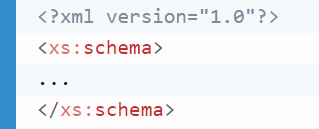 <?xml version="1.0"?>
<xs:schema>
...
</xs:schema>